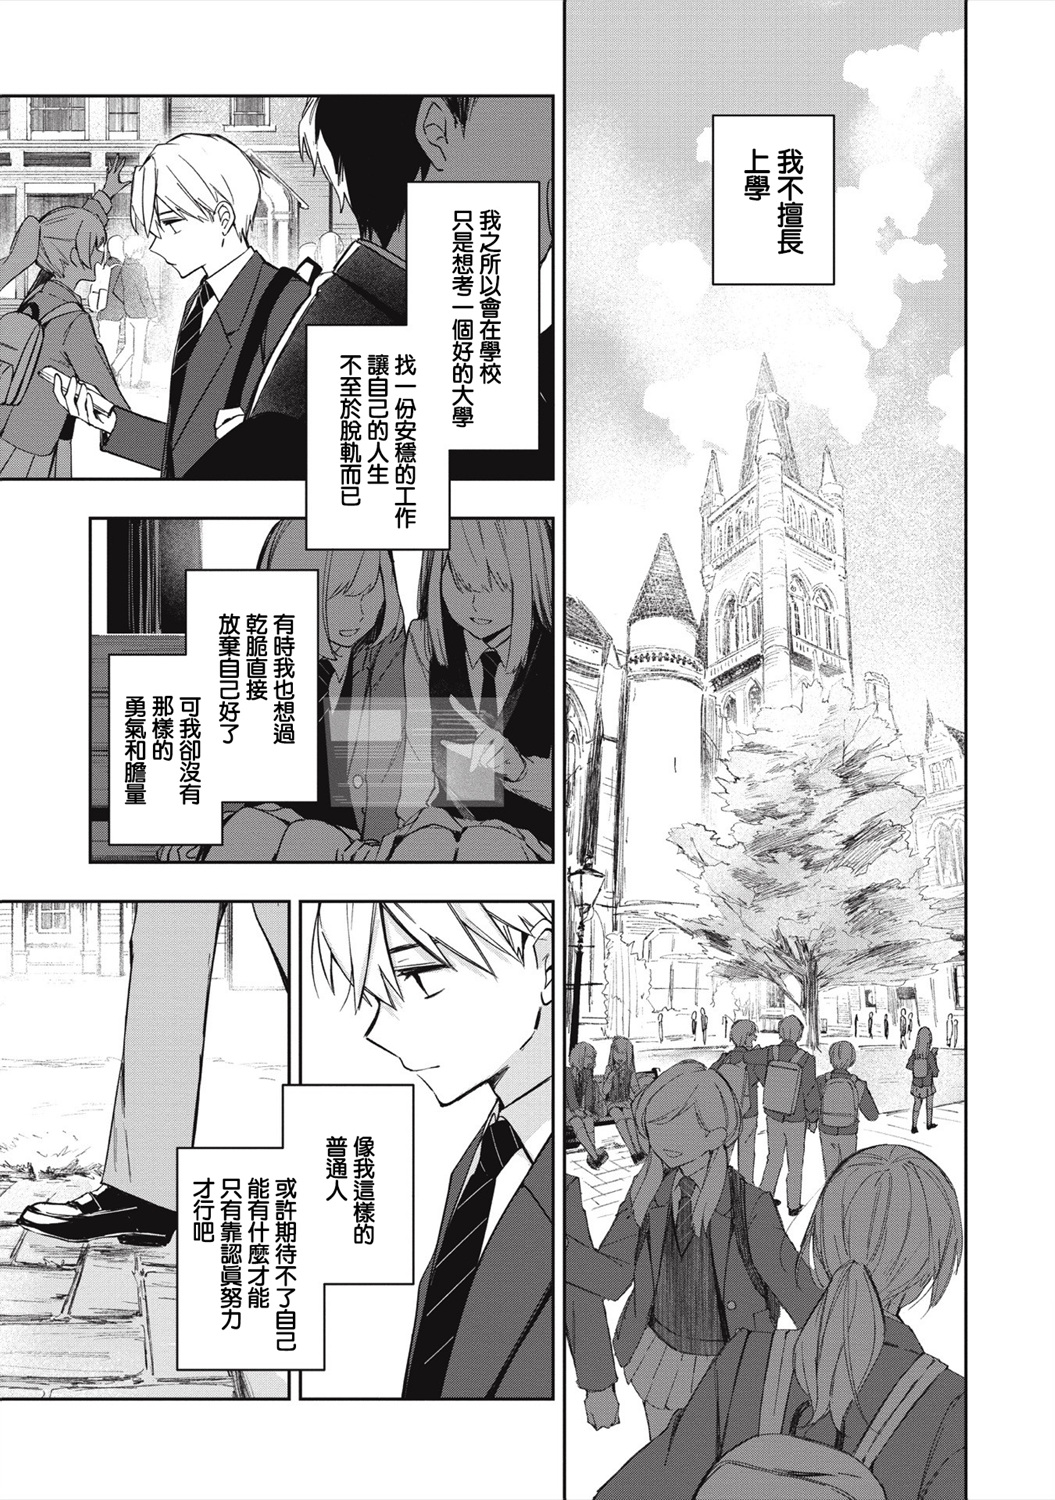 我不擅長
上學
我之所以會在學校
只是想考一個好的大學
找一份安穩的工作
讓自己的人生
不至於脫軌而已
有時我也想過
乾脆直接
放棄自己好了
可我卻沒有
那樣的
勇氣和膽量
像我這樣的
普通人
或許期待不了自己
能有什麼才能
只有靠認真努力
才行吧